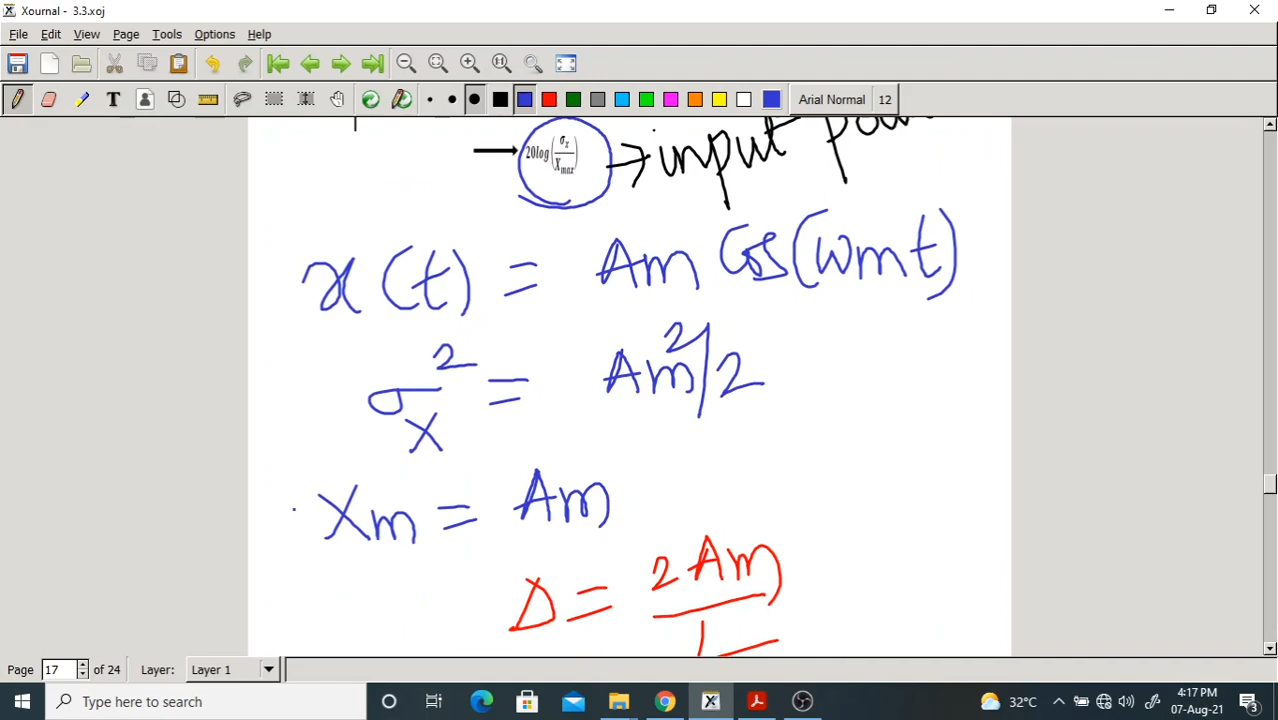 Xournal - 3.3.xoj
File Edit View Page Tools Options Help
Arial Normal 12
20log(σx/Xmax) → input
x(t) = Am Cos(ωmt)
σx² = Am²/2
Xm = Am
Δ = 2Am/L
Page 17 of 24 Layer: Layer 1
Type here to search
32°C
4:17 PM
07-Aug-21
3